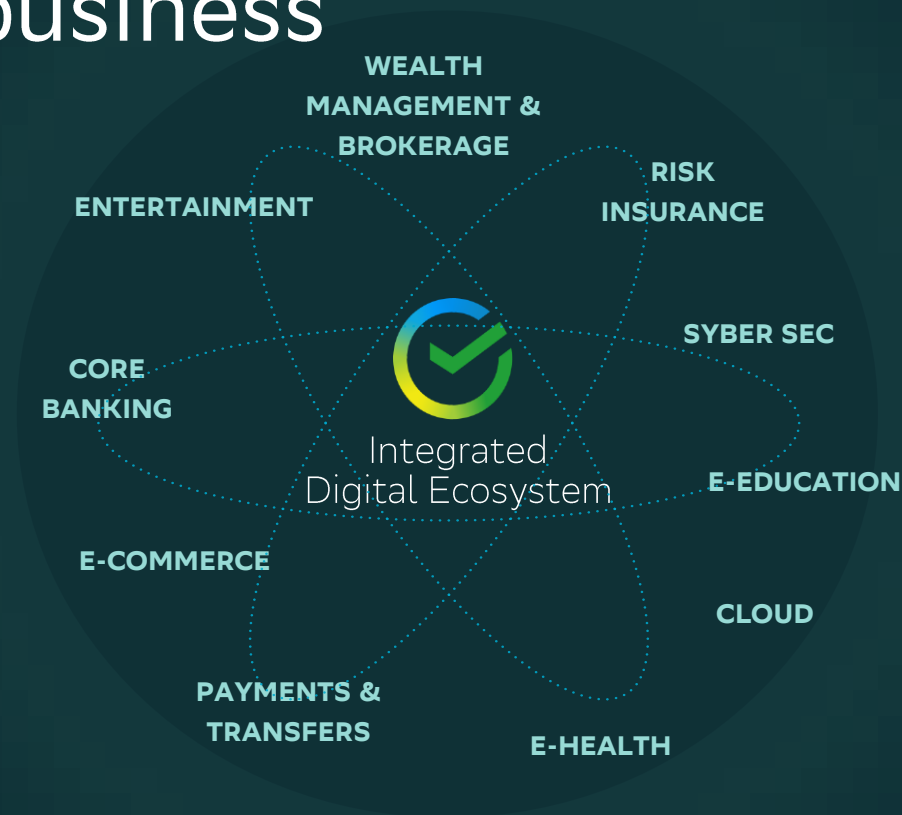 business
WEALTH
MANAGEMENT &
BROKERAGE
RISK
INSURANCE
ENTERTAINMENT
SYBER SEC
CORE
BANKING
Integrated
Digital Ecosystem
E-EDUCATION
E-COMMERCE
CLOUD
PAYMENTS &
TRANSFERS
E-HEALTH